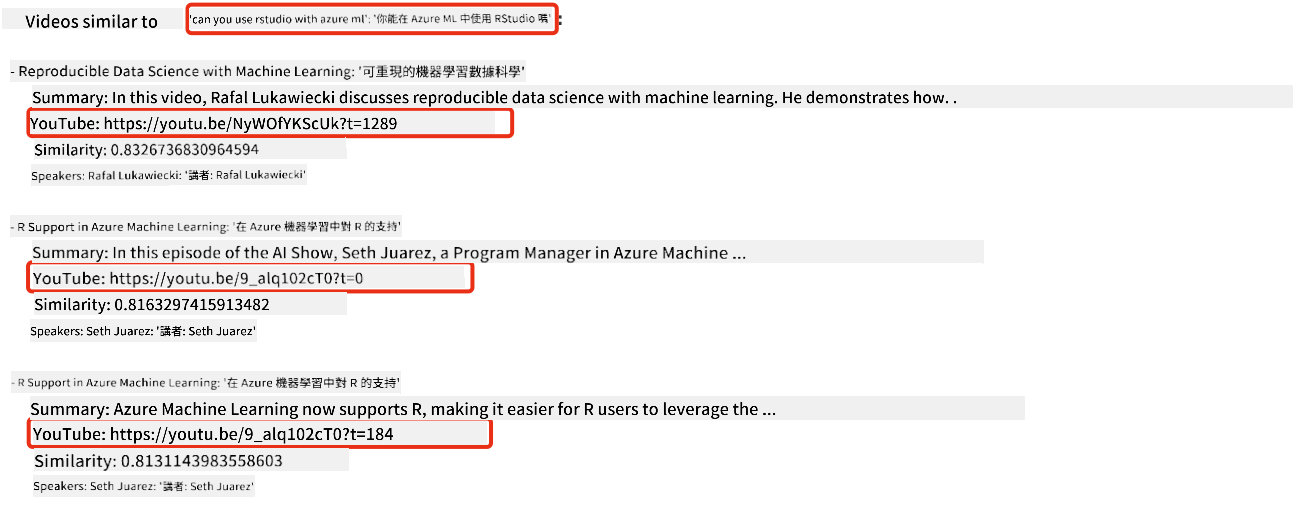 Videos similar to 'can you use rstudio with azure ml': '你能在 Azure ML 中使用 RStudio 嗎':
- Reproducible Data Science with Machine Learning: '可重現的機器學習數據科學'
Summary: In this video, Rafal Lukawiecki discusses reproducible data science with machine learning. He demonstrates how. .
YouTube: https://youtu.be/NyWOfYKScUk?t=1289
Similarity: 0.8326736830964594
Speakers: Rafal Lukawiecki: '講者: Rafal Lukawiecki'
- R Support in Azure Machine Learning: '在 Azure 機器學習中對 R 的支持'
Summary: In this episode of the AI Show, Seth Juarez, a Program Manager in Azure Machine ...
YouTube: https://youtu.be/9_alq102cT0?t=0
Similarity: 0.8163297415913482
Speakers: Seth Juarez: '講者: Seth Juarez'
- R Support in Azure Machine Learning: '在 Azure 機器學習中對 R 的支持'
Summary: Azure Machine Learning now supports R, making it easier for R users to leverage the ...
YouTube: https://youtu.be/9_alq102cT0?t=184
Similarity: 0.8131143983558603
Speakers: Seth Juarez: '講者: Seth Juarez'